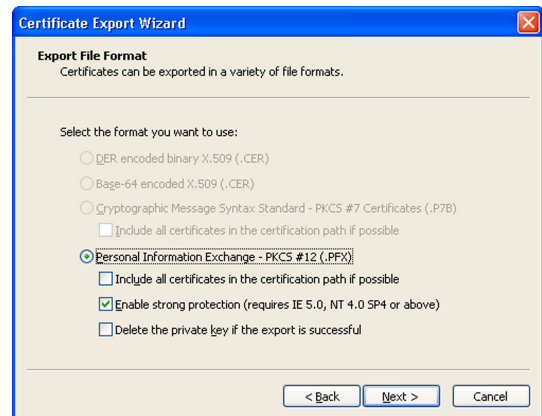 Certificate Export Wizard
Export File Format
Certificates can be exported in a variety of file formats.
Select the format you want to use:
DER encoded binary X.509 (.CER)
Base-64 encoded X.509 (.CER)
Cryptographic Message Syntax Standard - PKCS #7 Certificates (.P7B)
Include all certificates in the certification path if possible
Personal Information Exchange - PKCS #12 (.PFX)
Include all certificates in the certification path if possible
Enable strong protection (requires IE 5.0, NT 4.0 SP4 or above)
Delete the private key if the export is successful
< Back Next > Cancel